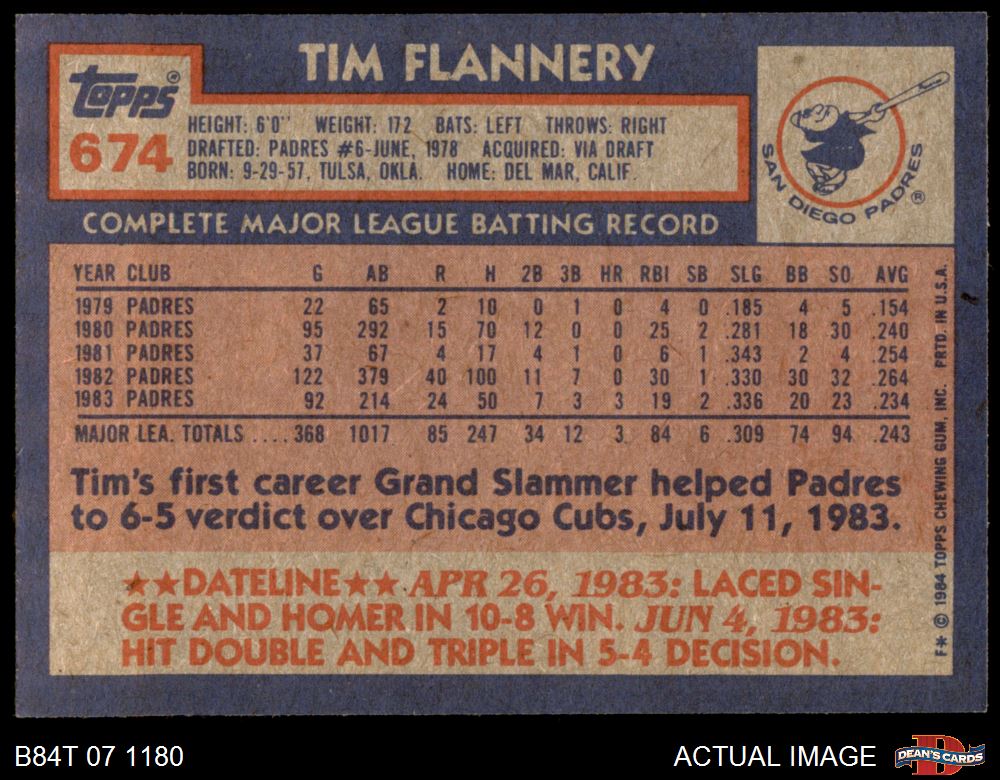 TIM FLANNERY
Topps®
674
HEIGHT: 6'0" WEIGHT: 172 BATS: LEFT THROWS: RIGHT
DRAFTED: PADRES #6-JUNE, 1978 ACQUIRED: VIA DRAFT
BORN: 9-29-57, TULSA, OKLA. HOME: DEL MAR, CALIF.
SAN DIEGO PADRES ®
COMPLETE MAJOR LEAGUE BATTING RECORD
YEAR CLUB G AB R H 2B 3B HR RBI SB SLG BB SO AVG
1979 PADRES 22 65 2 10 0 1 0 4 0 .185 4 5 .154
1980 PADRES 95 292 15 70 12 0 0 25 2 .281 18 30 .240
1981 PADRES 37 67 4 17 4 1 0 6 1 .343 2 4 .254
1982 PADRES 122 379 40 100 11 7 0 30 1 .330 30 32 .264
1983 PADRES 92 214 24 50 7 3 3 19 2 .336 20 23 .234
MAJOR LEA. TOTALS ....368 1017 85 247 34 12 3 84 6 .309 74 94 .243
Tim's first career Grand Slammer helped Padres
to 6-5 verdict over Chicago Cubs, July 11, 1983.
★★DATELINE★★ APR 26, 1983: LACED SIN-
GLE AND HOMER IN 10-8 WIN. JUN 4, 1983:
HIT DOUBLE AND TRIPLE IN 5-4 DECISION.
F* © 1984 TOPPS CHEWING GUM, INC. PRTD. IN U.S.A.
B84T 07 1180
ACTUAL IMAGE
D
DEAN'S CARDS